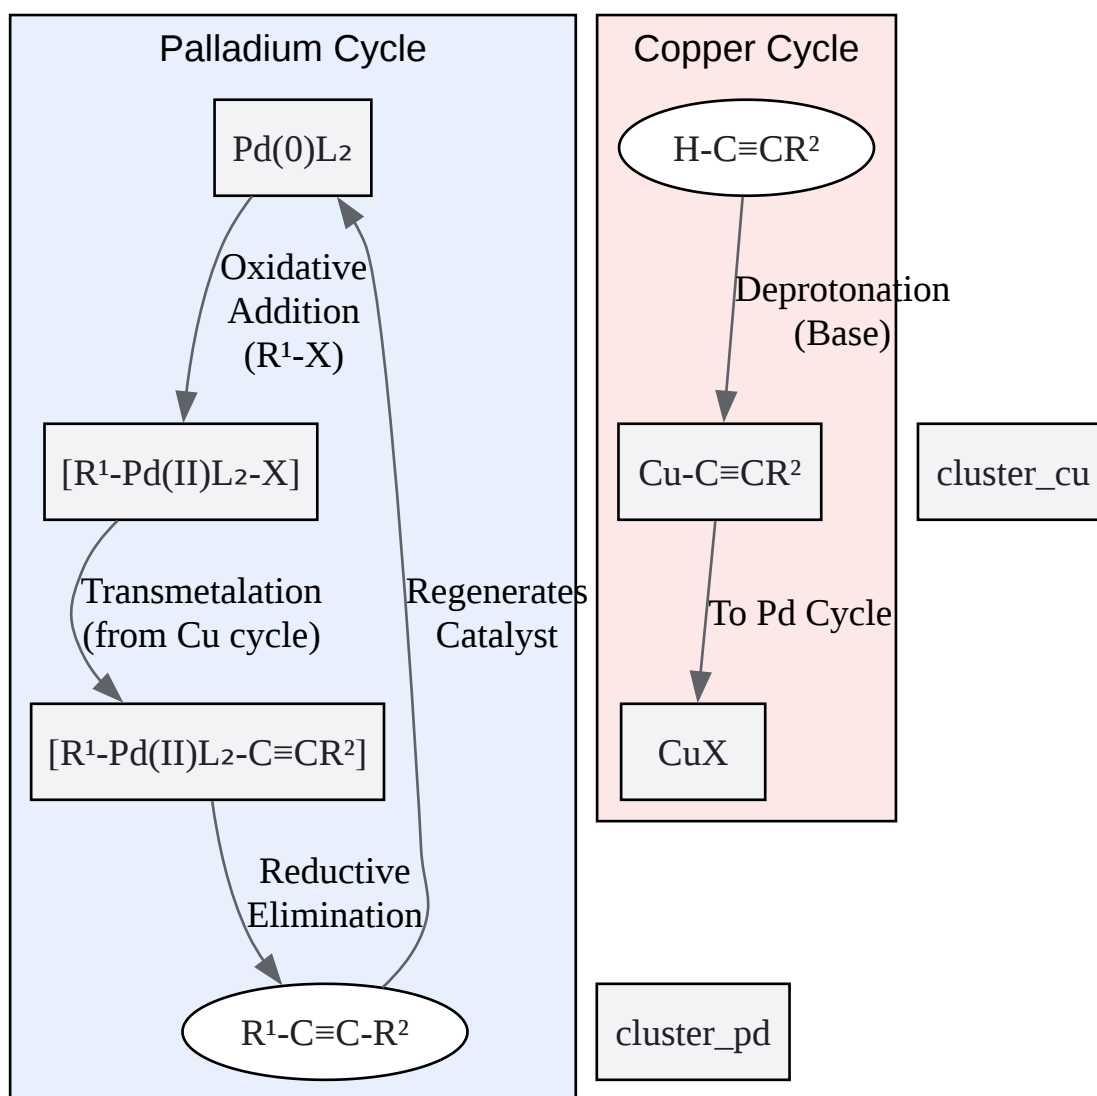 Palladium Cycle
Pd(0)L₂
Oxidative
Addition
(R¹-X)
[R¹-Pd(II)L₂-X]
Transmetalation
(from Cu cycle)
Regenerates
Catalyst
[R¹-Pd(II)L₂-C≡CR²]
Reductive
Elimination
R¹-C≡C-R²
Copper Cycle
H-C≡CR²
Deprotonation
(Base)
Cu-C≡CR²
To Pd Cycle
CuX
cluster_cu
cluster_pd